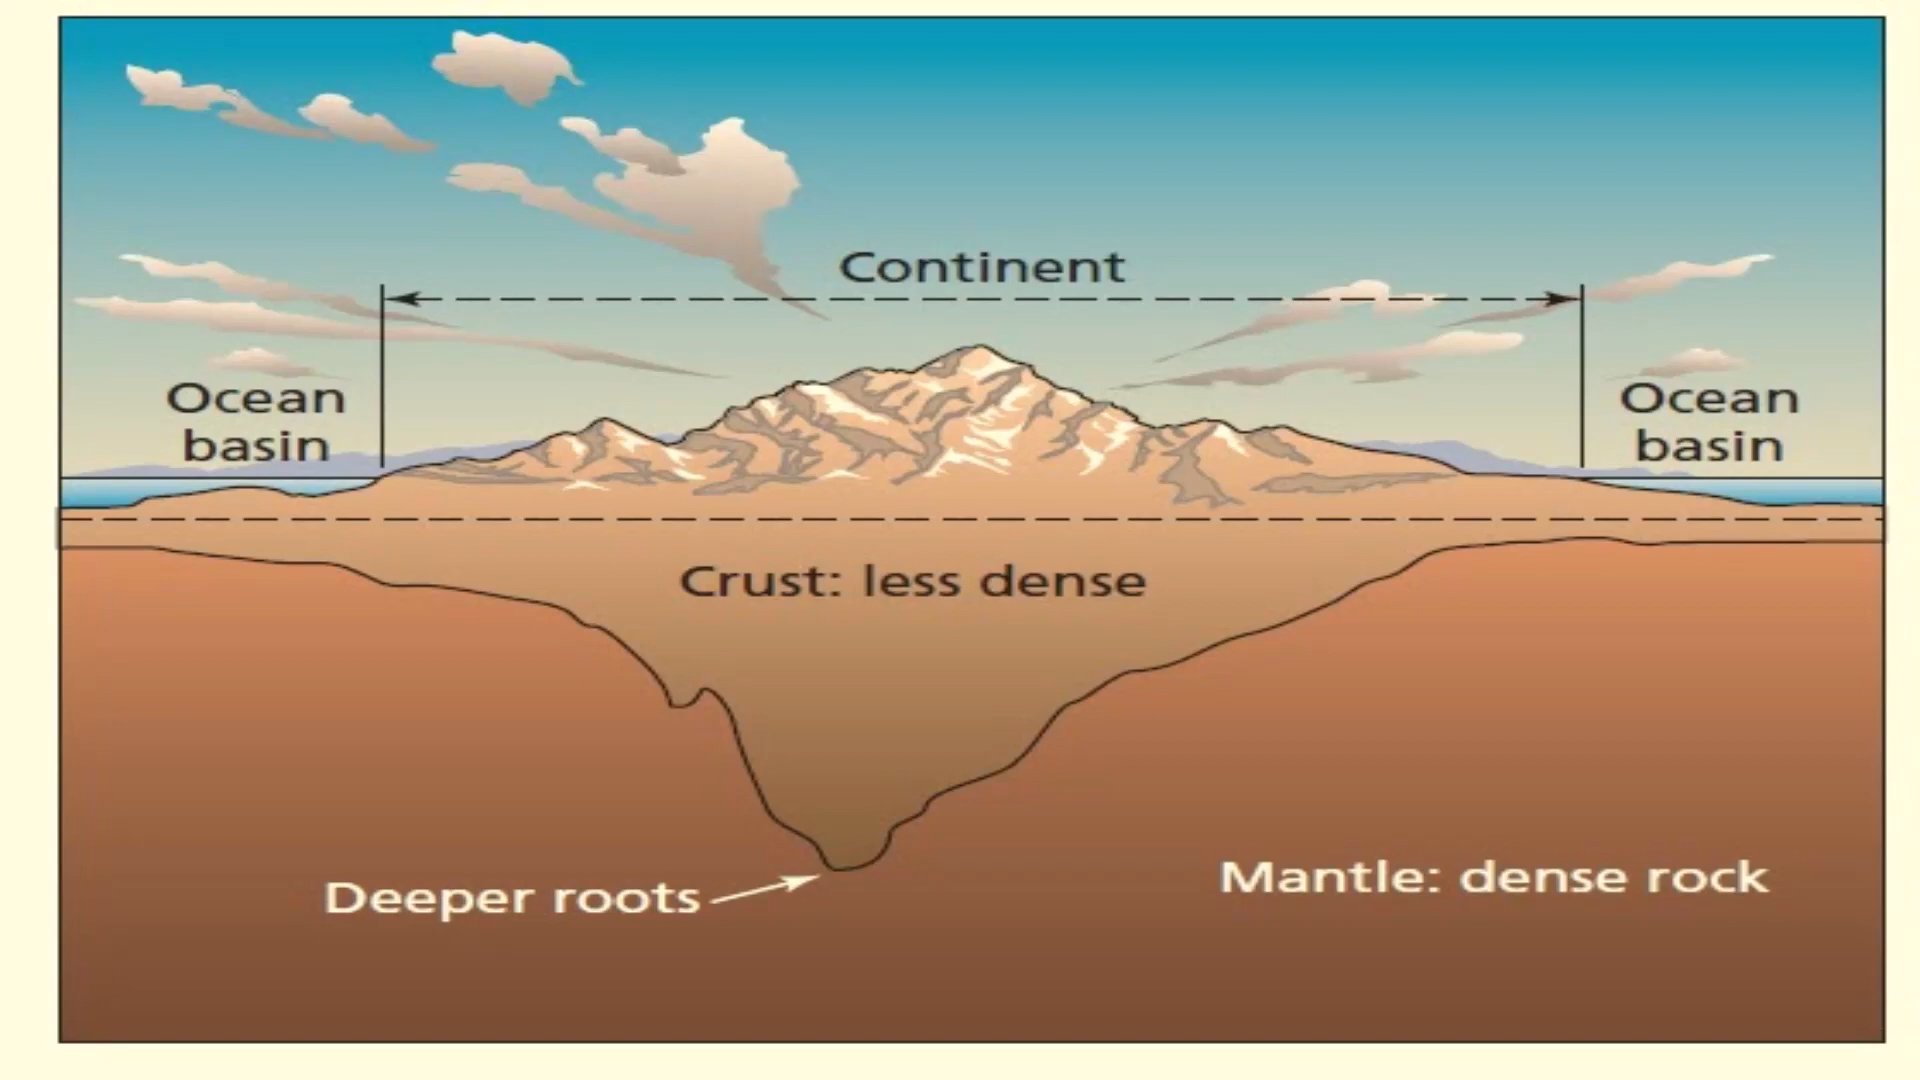 Continent
Ocean
basin
Ocean
basin
Crust: less dense
Deeper roots
Mantle: dense rock